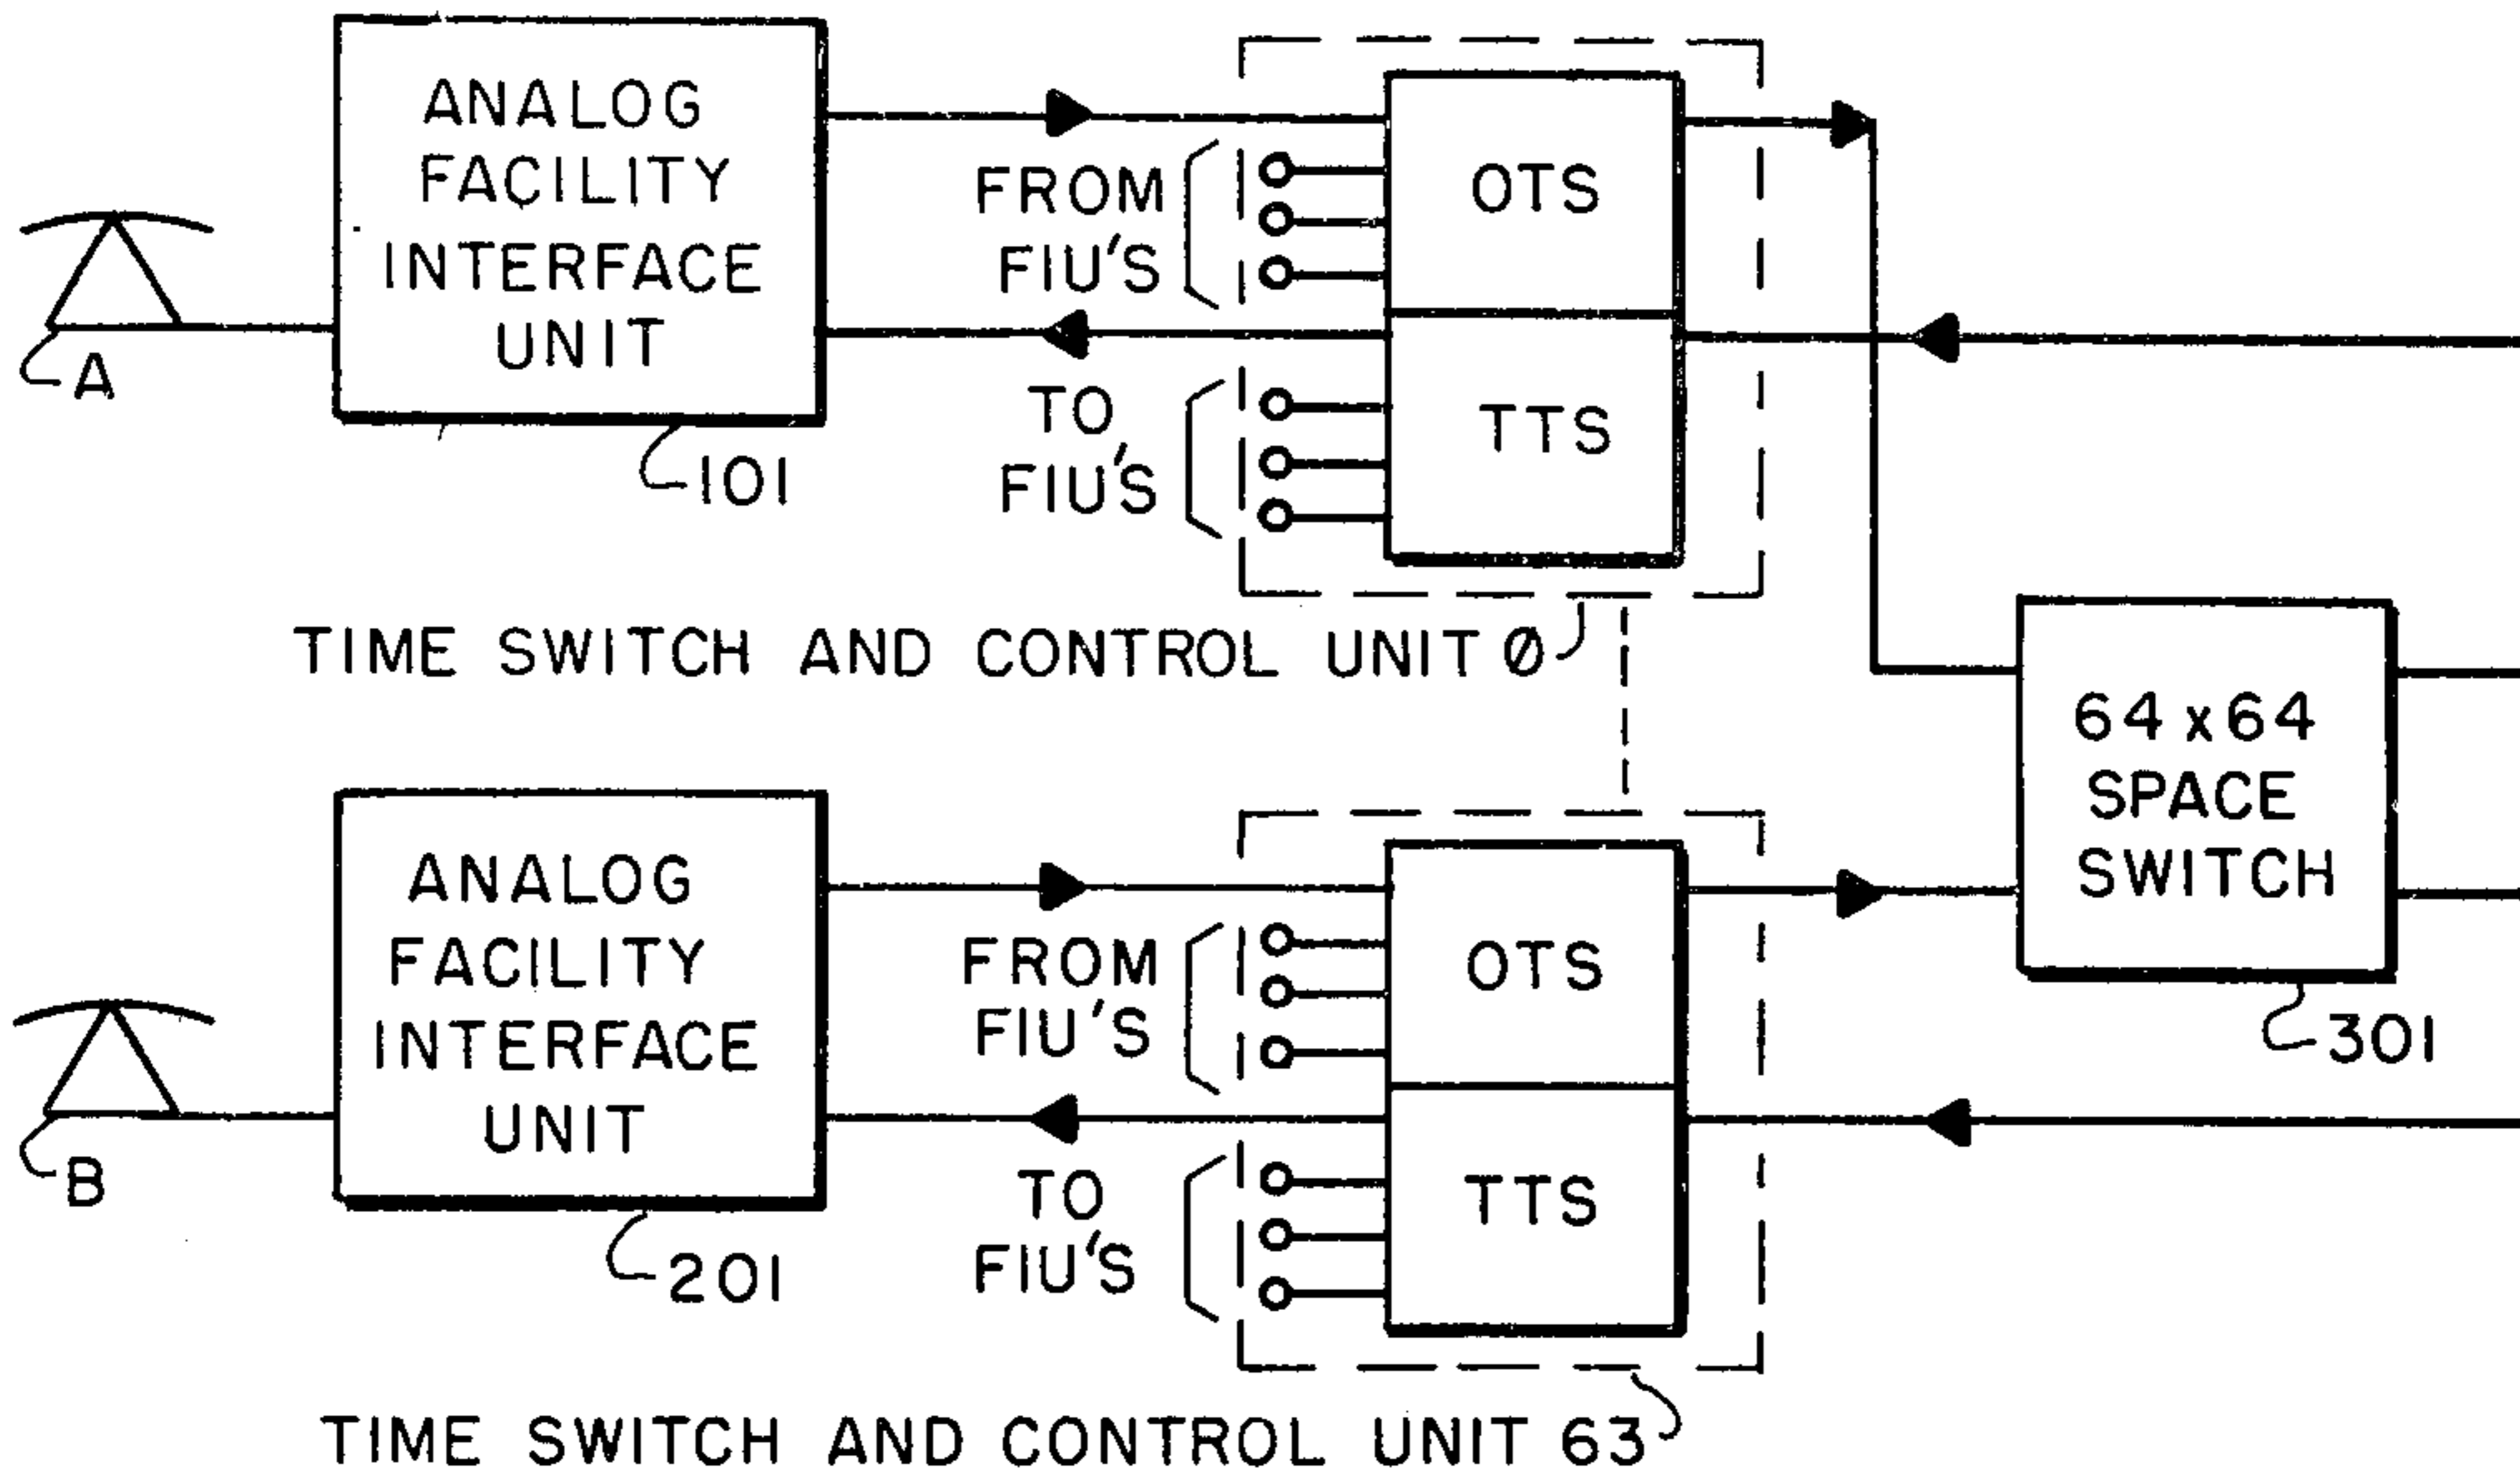 ANALOG
FACILITY
INTERFACE
UNIT
A
101
FROM
FIU'S
TO
FIU'S
OTS
TTS
TIME SWITCH AND CONTROL UNIT Ø
64 x 64
SPACE
SWITCH
301
ANALOG
FACILITY
INTERFACE
UNIT
B
201
FROM
FIU'S
TO
FIU'S
OTS
TTS
TIME SWITCH AND CONTROL UNIT 63